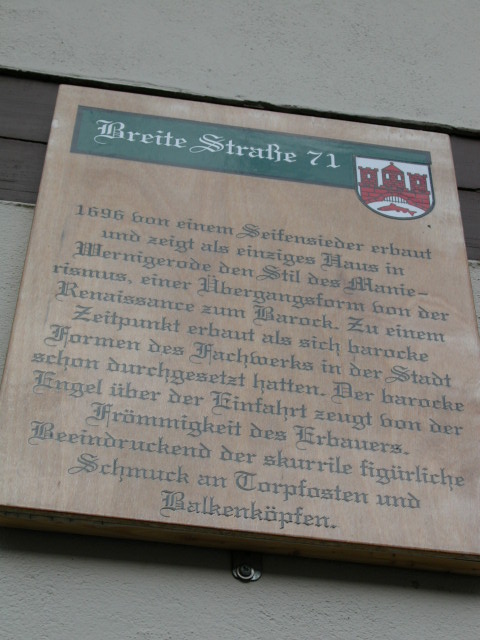 Breite Straße 71
1696 von einem Seifensieder erbaut
und zeigt als einziges Haus in
Wernigerode den Stil des Manie-
rismus, einer Übergangsform von der
Renaissance zum Barock. Zu einem
Zeitpunkt erbaut als sich barocke
Formen des Fachwerks in der Stadt
schon durchgesetzt hatten. Der barocke
Engel über der Einfahrt zeugt von der
Frömmigkeit des Erbauers.
Beeindruckend der skurrile figürliche
Schmuck an Torpfosten und
Balkenköpfen.